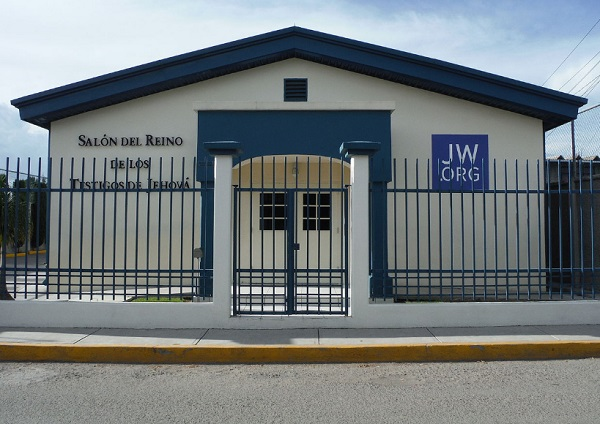 SALÓN DEL REINO
DE LOS
TESTIGOS DE JEHOVÁ
JW
.ORG